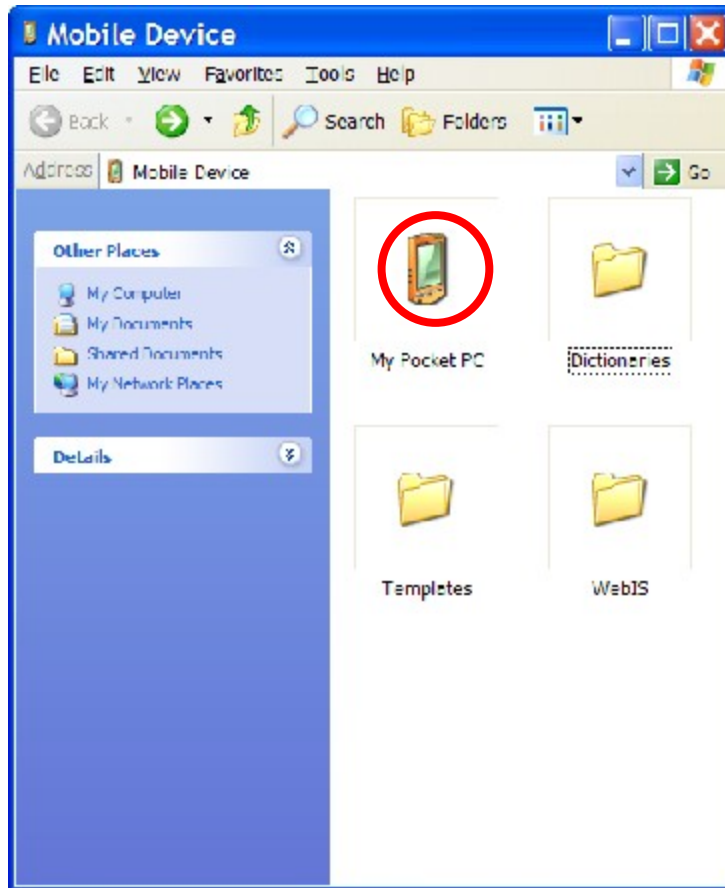 Mobile Device
File Edit View Favorites Tools Help
Back Search Folders
Address Mobile Device Go
Other Places
My Computer
My Documents
Shared Documents
My Network Places
Details
My Pocket PC Dictionaries
Templates WebIS